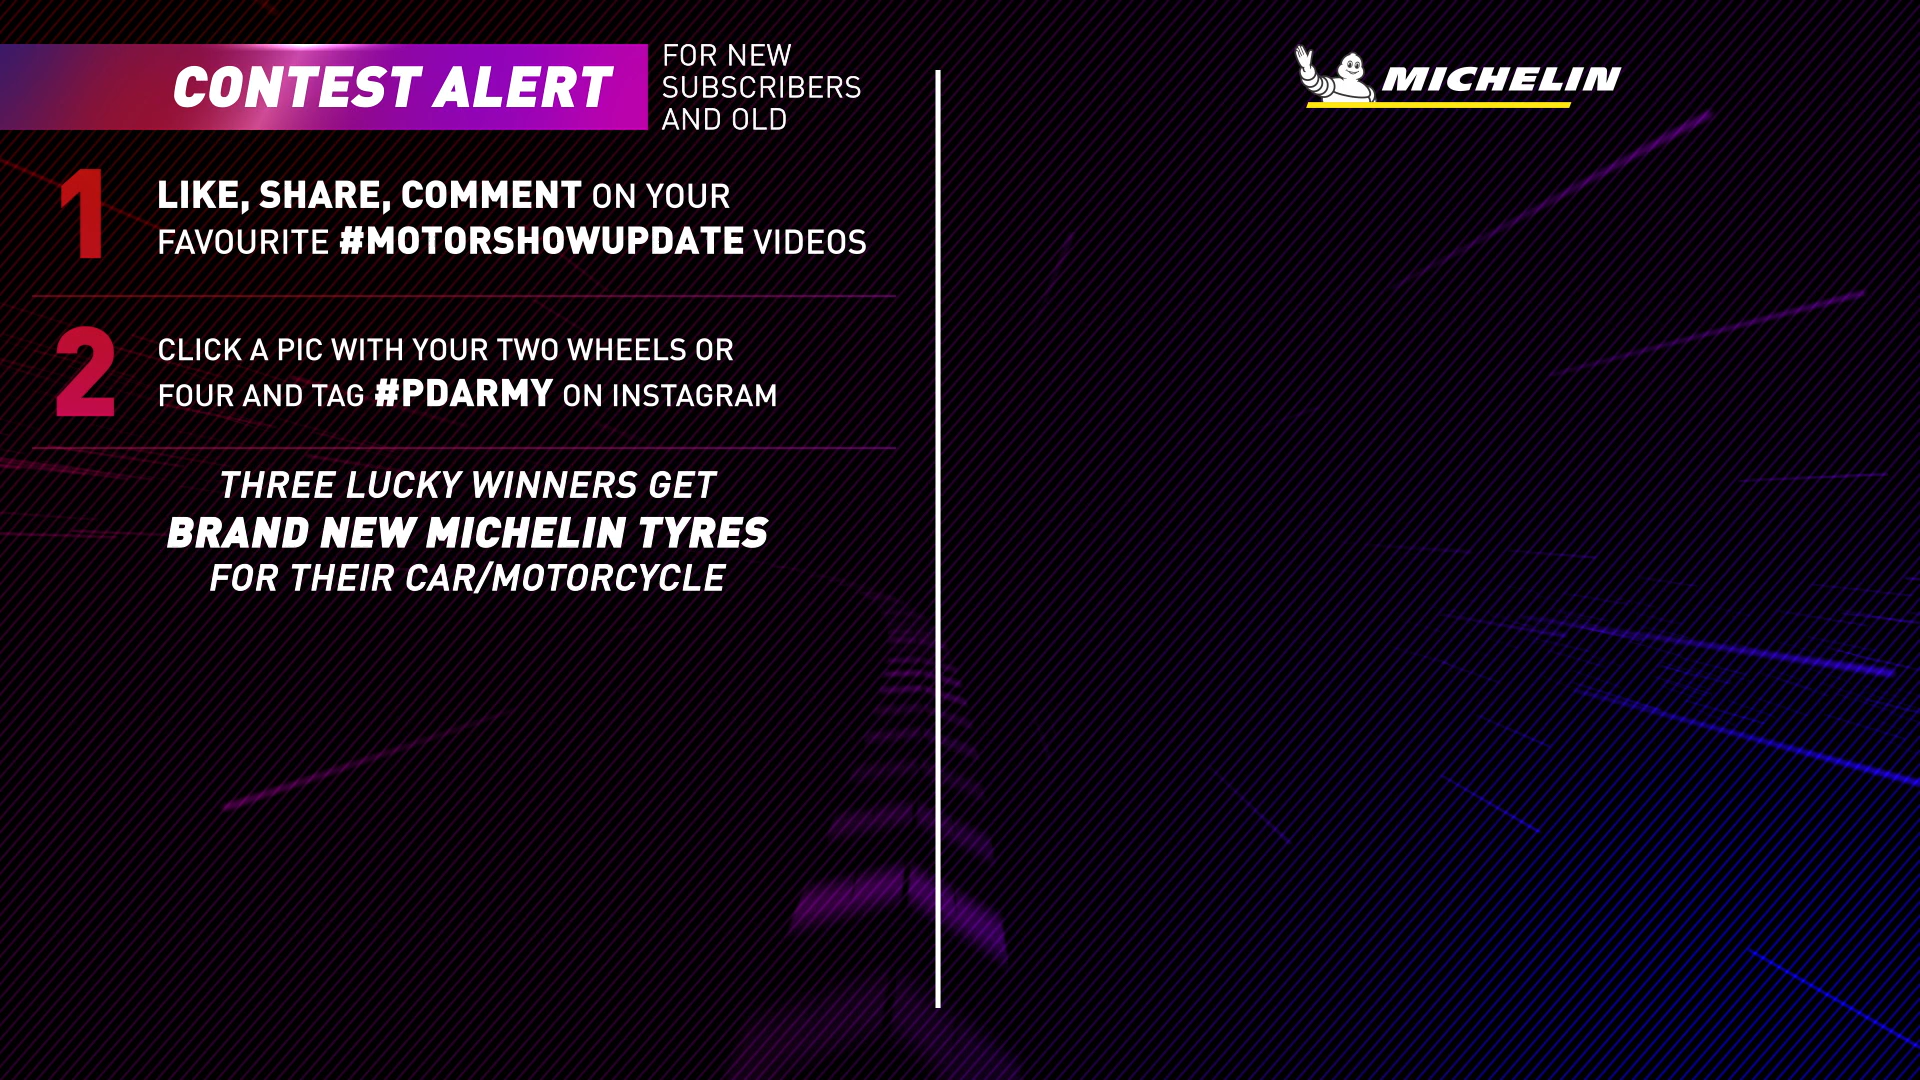 CONTEST ALERT
FOR NEW
SUBSCRIBERS
AND OLD
1
LIKE, SHARE, COMMENT ON YOUR
FAVOURITE #MOTORSHOWUPDATE VIDEOS
2
CLICK A PIC WITH YOUR TWO WHEELS OR
FOUR AND TAG #PDARMY ON INSTAGRAM
THREE LUCKY WINNERS GET
BRAND NEW MICHELIN TYRES
FOR THEIR CAR/MOTORCYCLE
MICHELIN